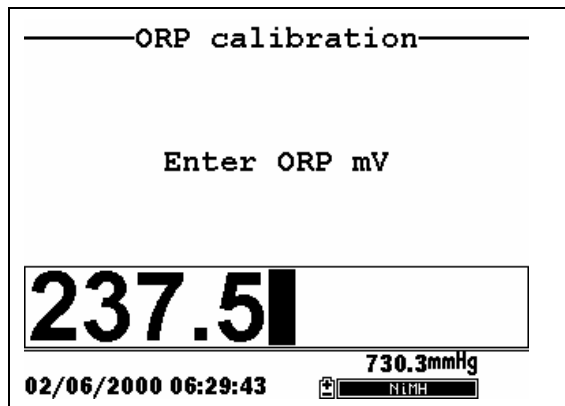 ORP calibration
Enter ORP mV
237.5
730.3mmHg
02/06/2000 06:29:43
NiMH